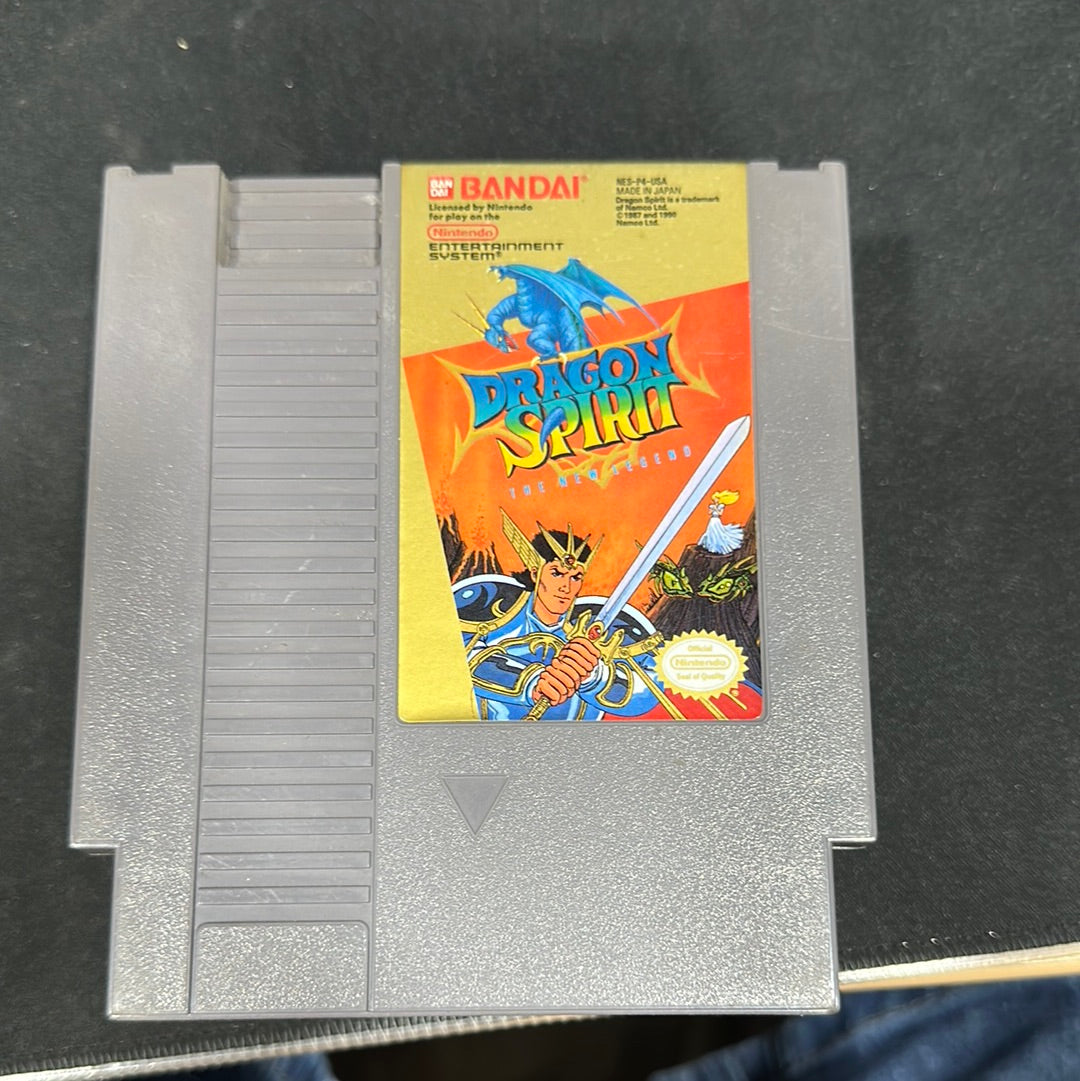 BAN
DAI
BANDAI®
Licensed by Nintendo
for play on the
Nintendo
ENTERTAINMENT
SYSTEM®
NES-P4-USA
MADE IN JAPAN
Dragon Spirit is a trademark
of Namco Ltd.
© 1987 and 1990
Namco Ltd.
DRAGON
SPIRIT
THE NEW LEGEND
Official
Nintendo
Seal of Quality